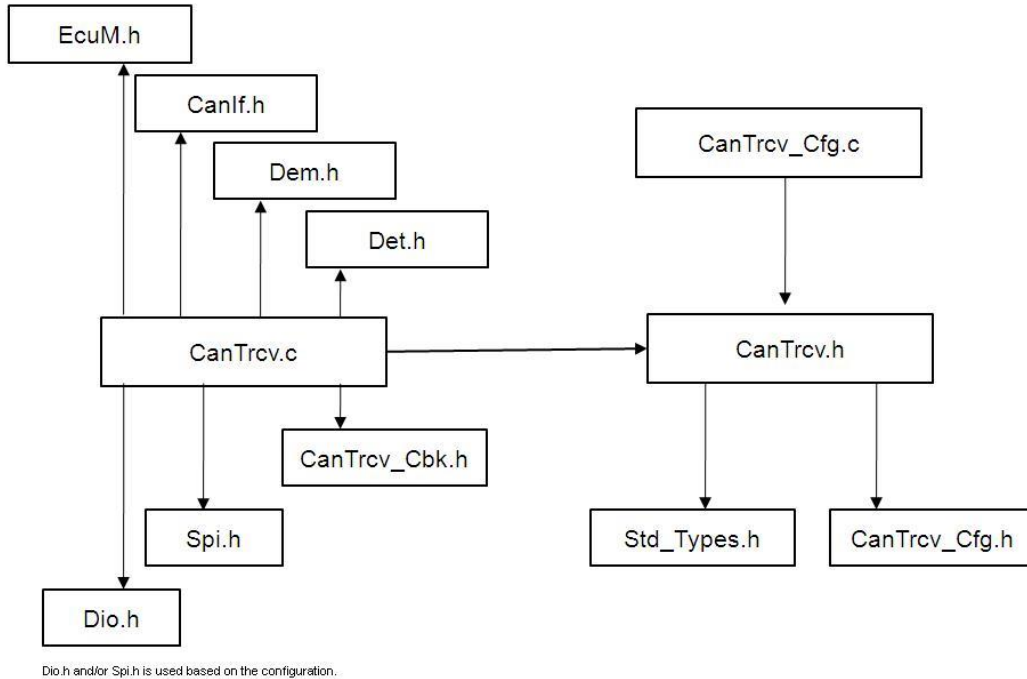 EcuM.h
CanIf.h
CanTrcv_Cfg.c
Dem.h
Det.h
CanTrcv.c
CanTrcv.h
CanTrcv_Cbk.h
Spi.h
Std_Types.h
CanTrcv_Cfg.h
Dio.h
Dio.h and/or Spi.h is used based on the configuration.